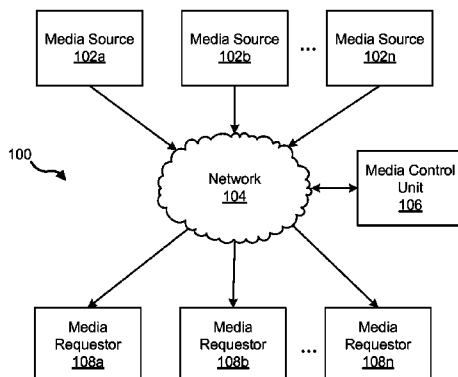 Media Source
102a
Media Source
102b
...
Media Source
102n
100
Network
104
Media Control
Unit
106
Media
Requestor
108a
Media
Requestor
108b
...
Media
Requestor
108n